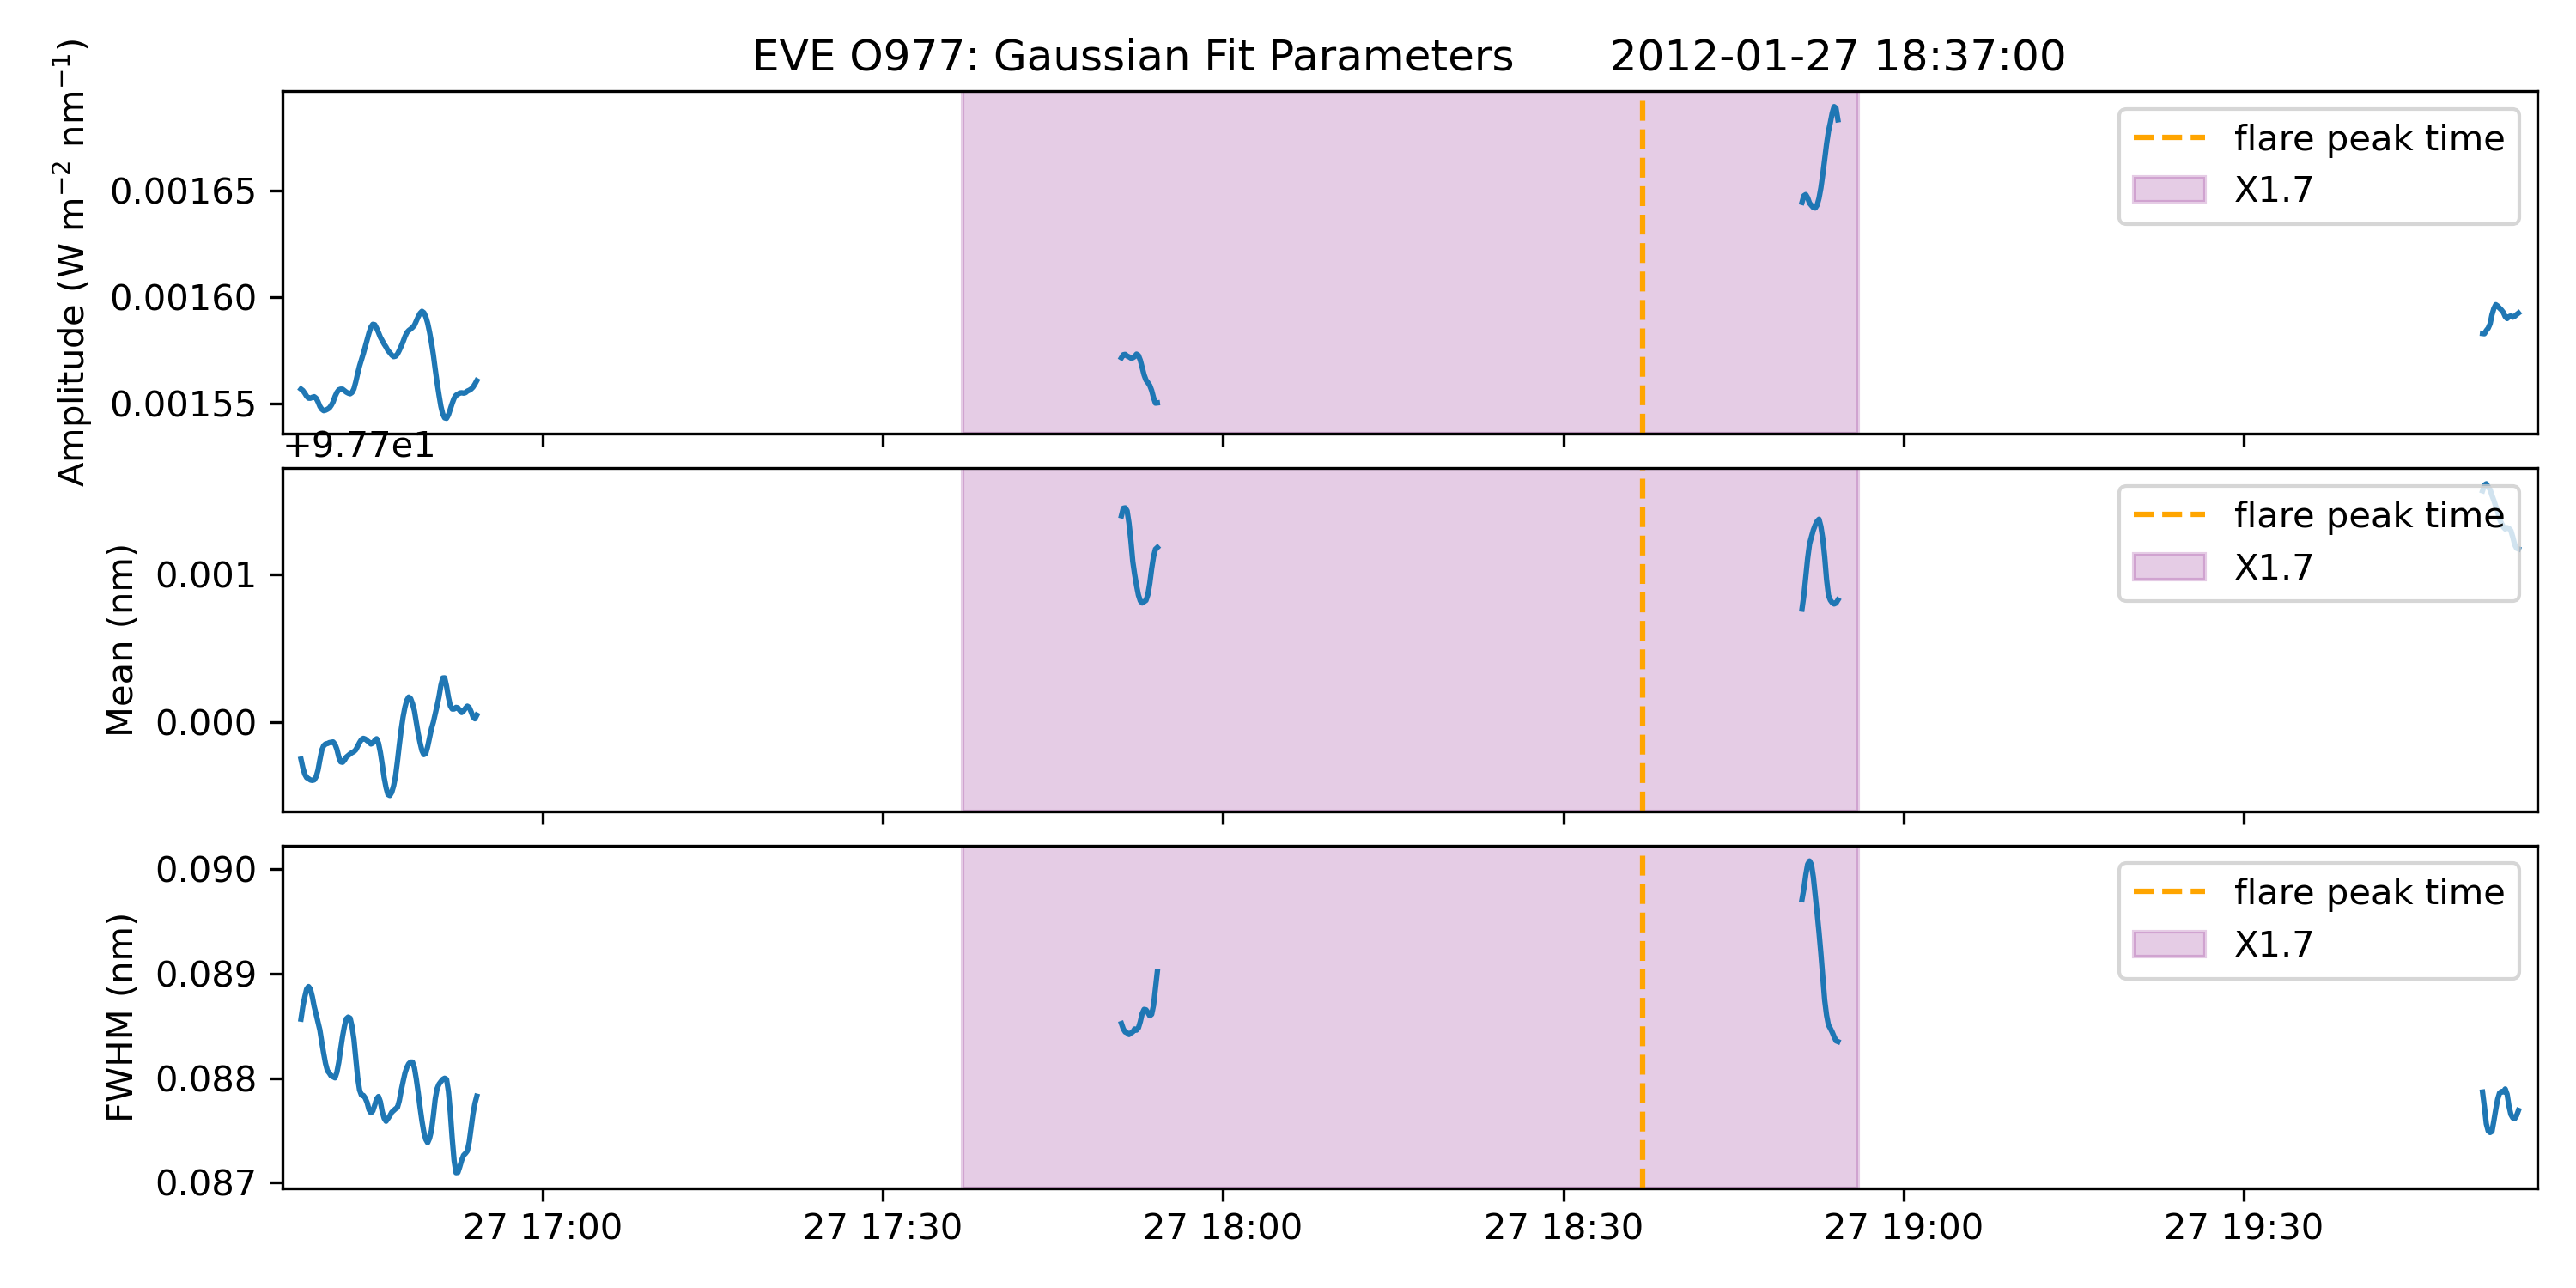 EVE O977: Gaussian Fit Parameters 2012-01-27 18:37:00
Amplitude (W m⁻² nm⁻¹)
0.00165
0.00160
0.00155
flare peak time
X1.7
+9.77e1
Mean (nm)
0.001
0.000
flare peak time
X1.7
FWHM (nm)
0.090
0.089
0.088
0.087
flare peak time
X1.7
27 17:00 27 17:30 27 18:00 27 18:30 27 19:00 27 19:30